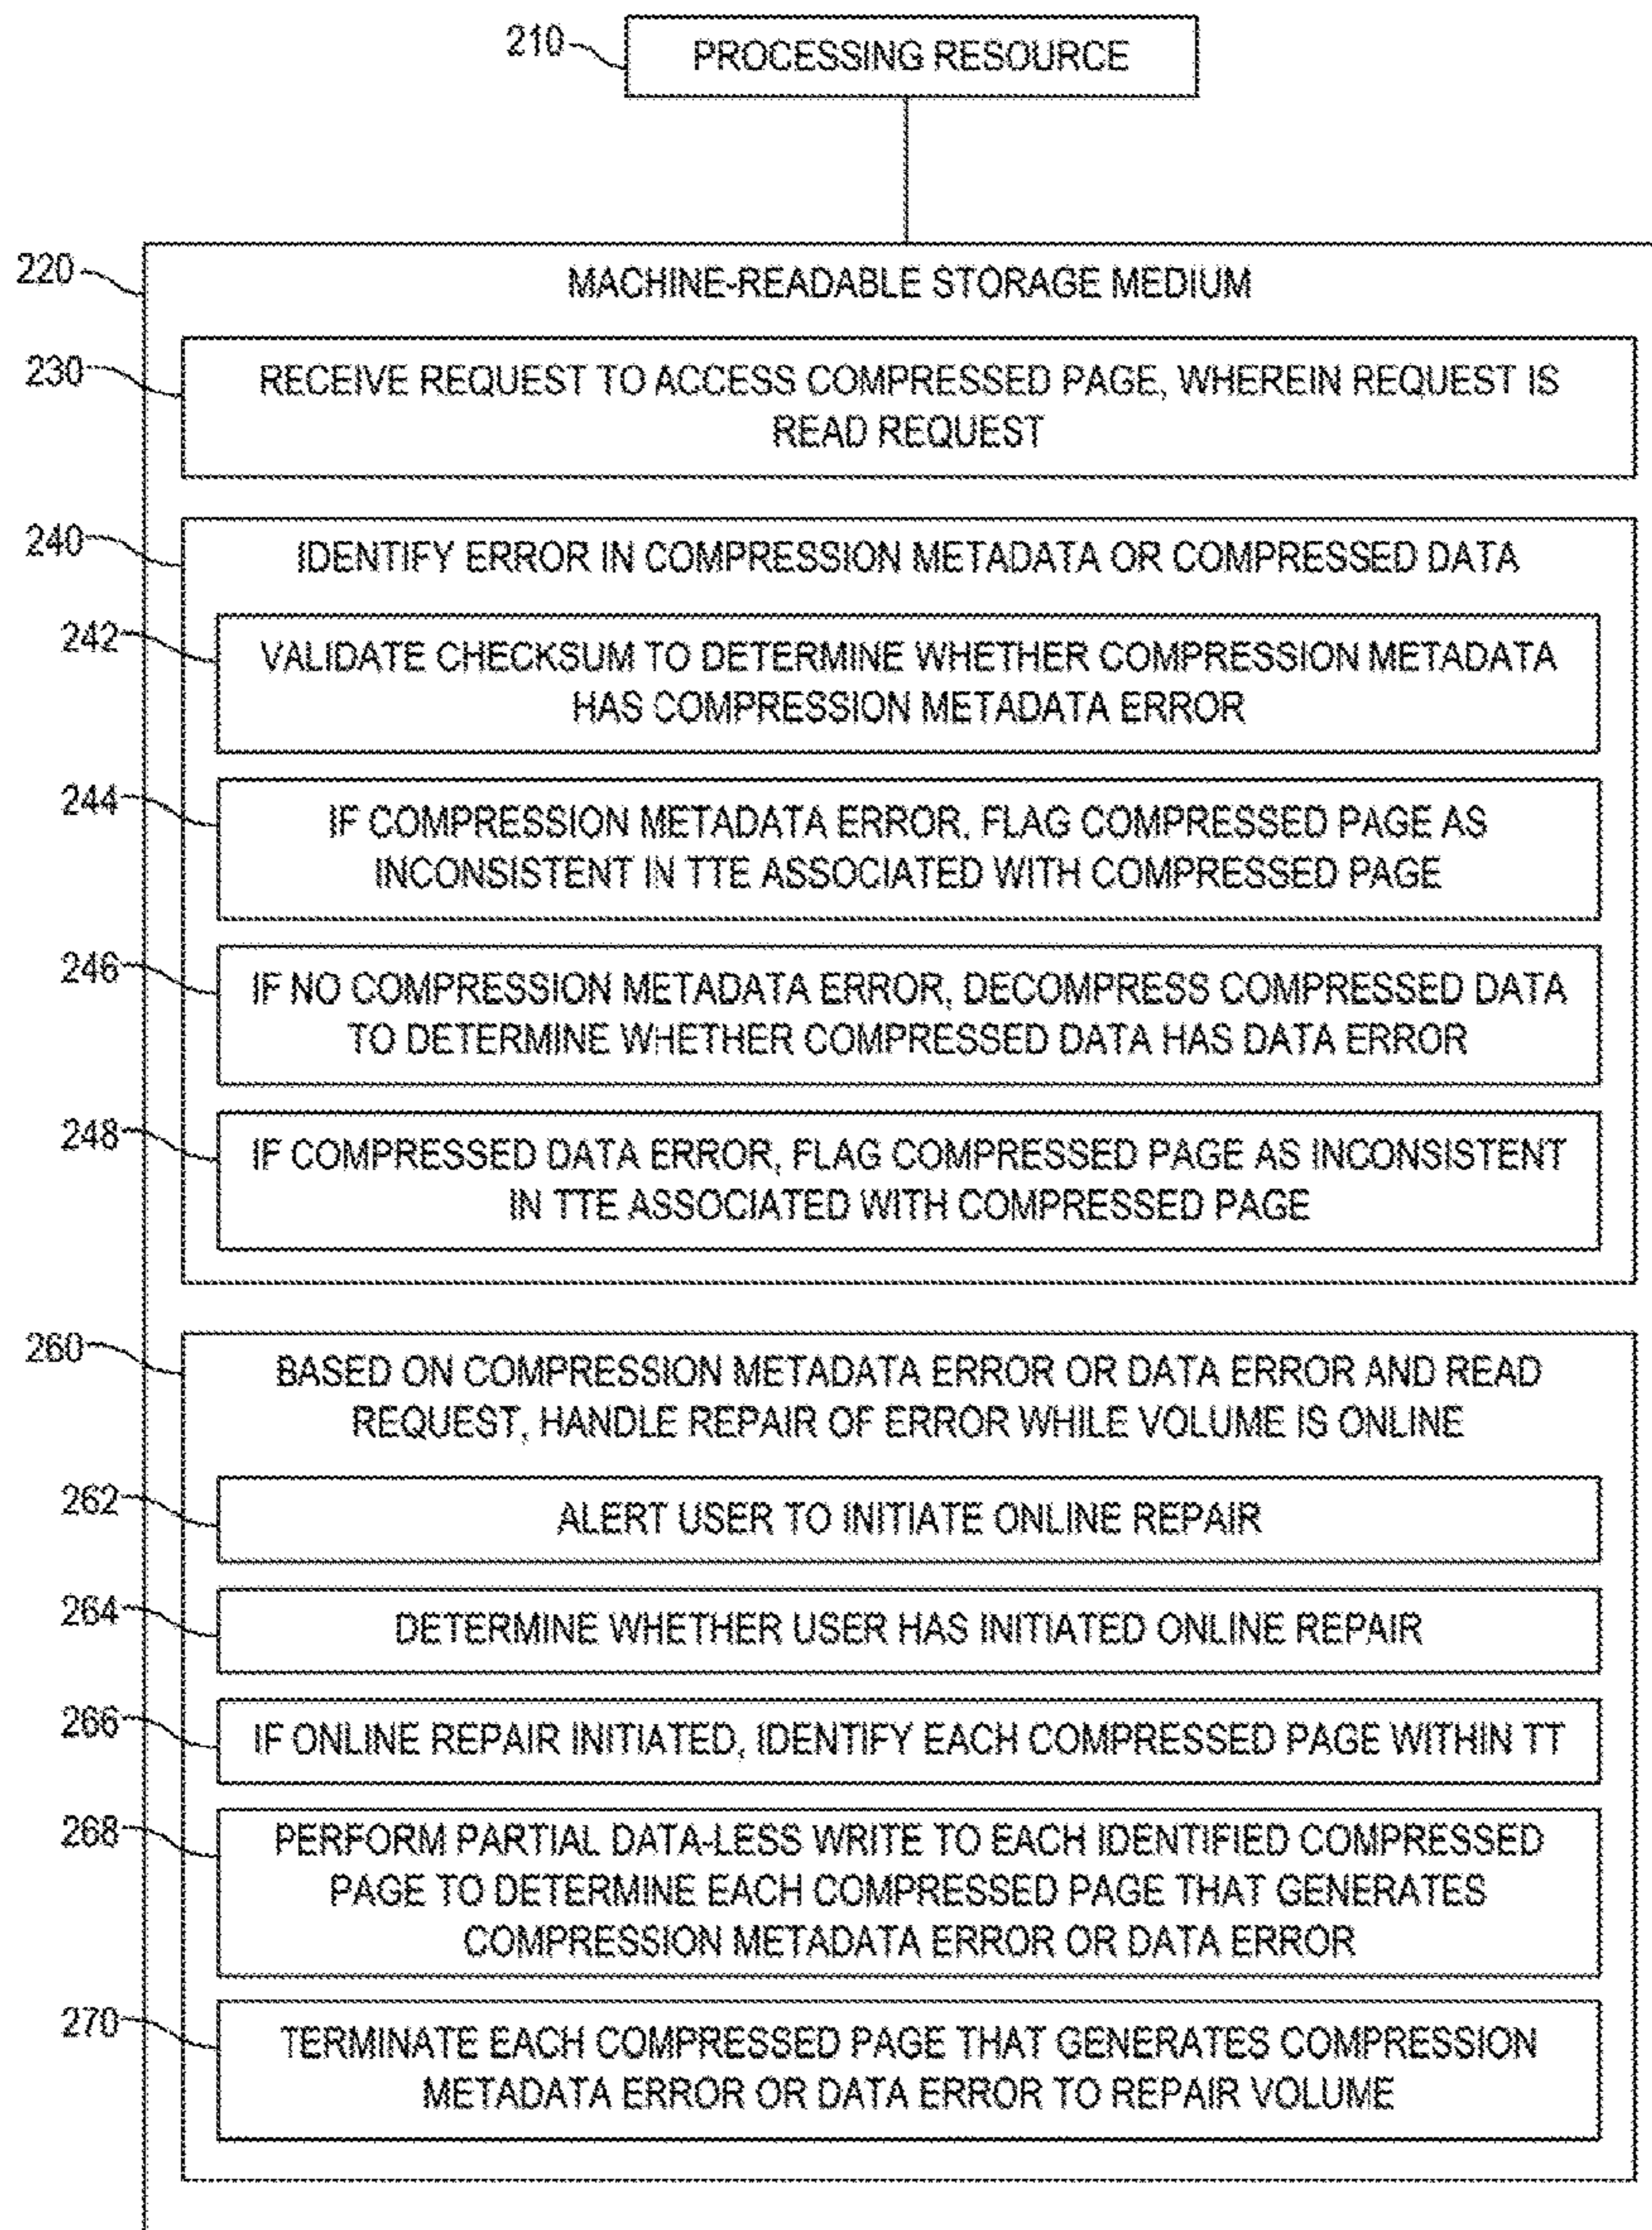 210
PROCESSING RESOURCE
220
MACHINE-READABLE STORAGE MEDIUM
230
RECEIVE REQUEST TO ACCESS COMPRESSED PAGE, WHEREIN REQUEST IS
READ REQUEST
240
IDENTIFY ERROR IN COMPRESSION METADATA OR COMPRESSED DATA
242
VALIDATE CHECKSUM TO DETERMINE WHETHER COMPRESSION METADATA
HAS COMPRESSION METADATA ERROR
244
IF COMPRESSION METADATA ERROR, FLAG COMPRESSED PAGE AS
INCONSISTENT IN TTE ASSOCIATED WITH COMPRESSED PAGE
246
IF NO COMPRESSION METADATA ERROR, DECOMPRESS COMPRESSED DATA
TO DETERMINE WHETHER COMPRESSED DATA HAS DATA ERROR
248
IF COMPRESSED DATA ERROR, FLAG COMPRESSED PAGE AS INCONSISTENT
IN TTE ASSOCIATED WITH COMPRESSED PAGE
260
BASED ON COMPRESSION METADATA ERROR OR DATA ERROR AND READ
REQUEST, HANDLE REPAIR OF ERROR WHILE VOLUME IS ONLINE
262
ALERT USER TO INITIATE ONLINE REPAIR
264
DETERMINE WHETHER USER HAS INITIATED ONLINE REPAIR
266
IF ONLINE REPAIR INITIATED, IDENTIFY EACH COMPRESSED PAGE WITHIN TT
268
PERFORM PARTIAL DATA-LESS WRITE TO EACH IDENTIFIED COMPRESSED
PAGE TO DETERMINE EACH COMPRESSED PAGE THAT GENERATES
COMPRESSION METADATA ERROR OR DATA ERROR
270
TERMINATE EACH COMPRESSED PAGE THAT GENERATES COMPRESSION
METADATA ERROR OR DATA ERROR TO REPAIR VOLUME